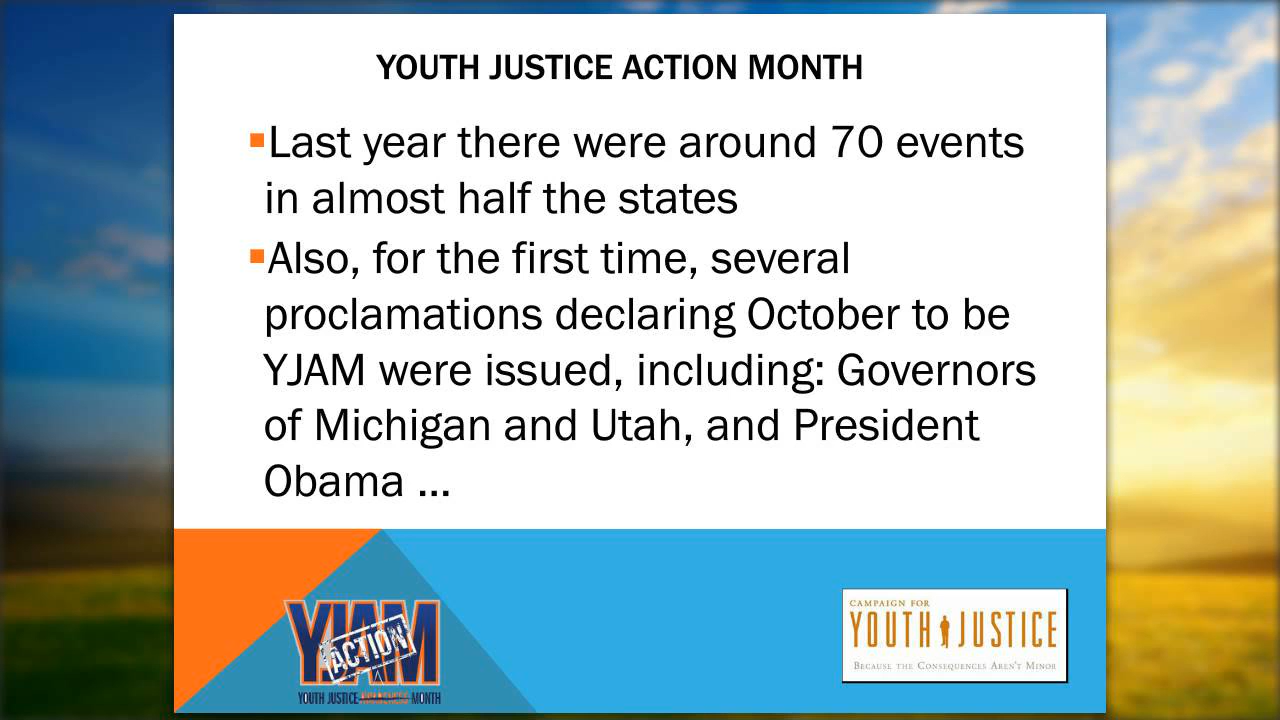 YOUTH JUSTICE ACTION MONTH
▪Last year there were around 70 events
in almost half the states
▪Also, for the first time, several
proclamations declaring October to be
YJAM were issued, including: Governors
of Michigan and Utah, and President
Obama ...
YJAM
ACTION
YOUTH JUSTICE AWARENESS MONTH
CAMPAIGN FOR
YOUTH JUSTICE
BECAUSE THE CONSEQUENCES AREN'T MINOR